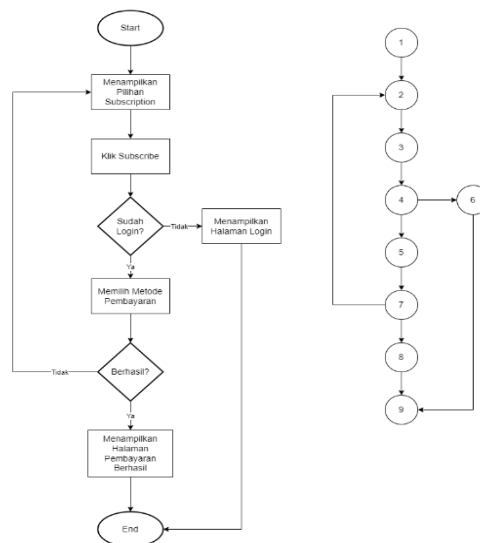 Start
Menampilkan
Pilihan
Subscription
Klik Subscribe
Sudah
Login?
Tidak
Menampilkan
Halaman Login
Ya
Memilih Metode
Pembayaran
Berhasil?
Tidak
Ya
Menampilkan
Halaman
Pembayaran
Berhasil
End
1
2
3
4
6
5
7
8
9